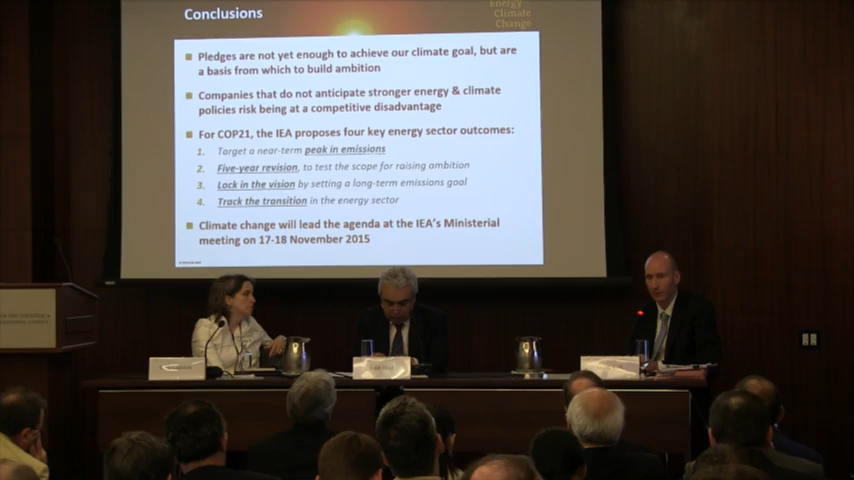 Conclusions
Energy
Climate
Change
Pledges are not yet enough to achieve our climate goal, but are
a basis from which to build ambition
Companies that do not anticipate stronger energy & climate
policies risk being at a competitive disadvantage
For COP21, the IEA proposes four key energy sector outcomes:
1. Target a near-term peak in emissions
2. Five-year revision, to test the scope for raising ambition
3. Lock in the vision by setting a long-term emissions goal
4. Track the transition in the energy sector
Climate change will lead the agenda at the IEA's Ministerial
meeting on 17-18 November 2015